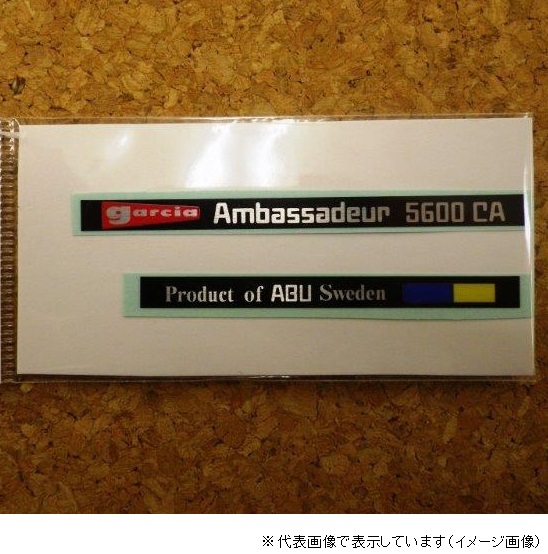 garcia Ambassadeur 5600 CA
Product of ABU Sweden
※代表画像で表示しています(イメージ画像)